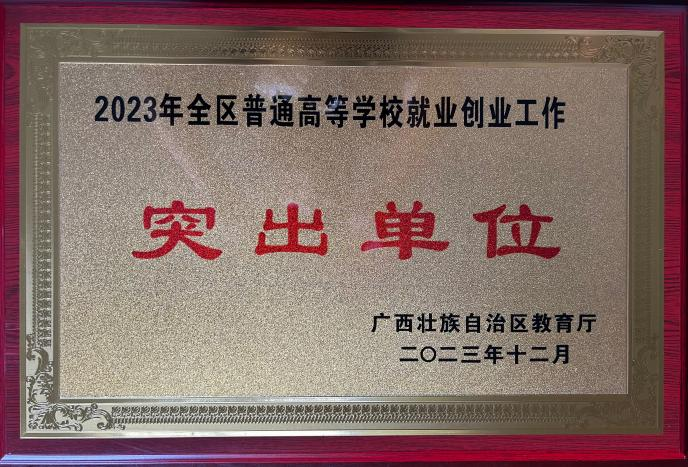 2023年全区普通高等学校就业创业工作
突出单位
广西壮族自治区教育厅
二〇二三年十二月